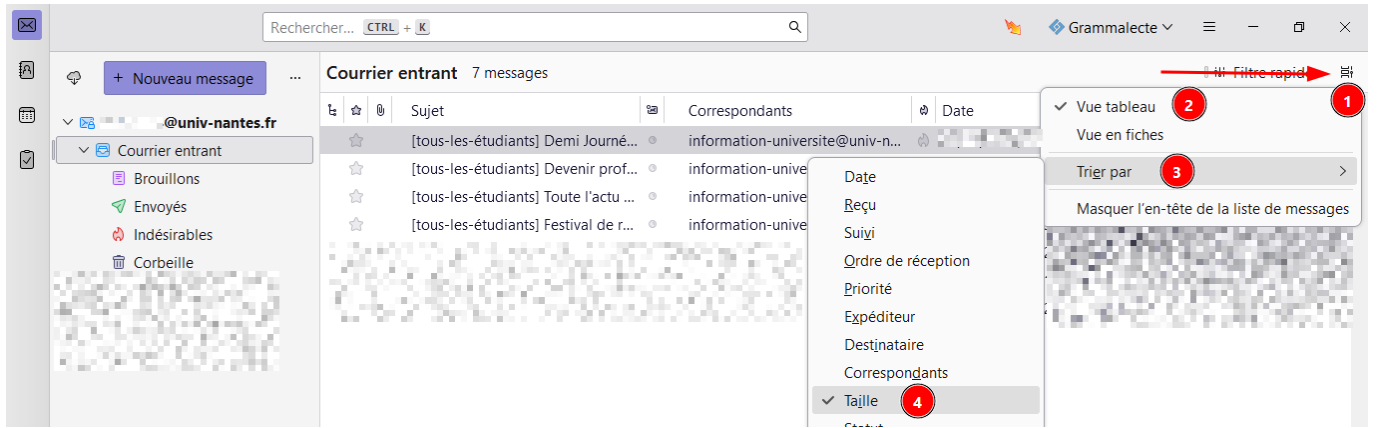 Rechercher... CTRL + K
Grammalecte
+ Nouveau message ...
Courrier entrant 7 messages
Filtre rapide
1
@univ-nantes.fr
Sujet Correspondants Date
Vue tableau 2
Vue en fiches
Trier par 3
Masquer l'en-tête de la liste de messages
Courrier entrant
Brouillons
Envoyés
Indésirables
Corbeille
[tous-les-étudiants] Demi Journé... information-universite@univ-n...
[tous-les-étudiants] Devenir prof... information-unive
[tous-les-étudiants] Toute l'actu ... information-unive
[tous-les-étudiants] Festival de r... information-unive
Date
Reçu
Suivi
Ordre de réception
Priorité
Expéditeur
Destinataire
Correspondants
Taille 4
Statut